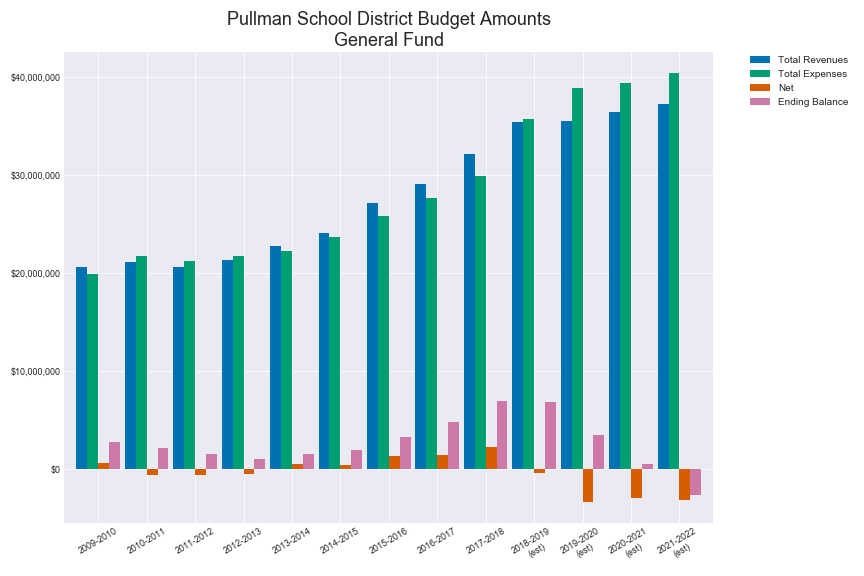 Pullman School District Budget Amounts
General Fund
Total Revenues
Total Expenses
Net
Ending Balance
$40,000,000
$30,000,000
$20,000,000
$10,000,000
$0
2009-2010
2010-2011
2011-2012
2012-2013
2013-2014
2014-2015
2015-2016
2016-2017
2017-2018
2018-2019
(est)
2019-2020
(est)
2020-2021
(est)
2021-2022
(est)